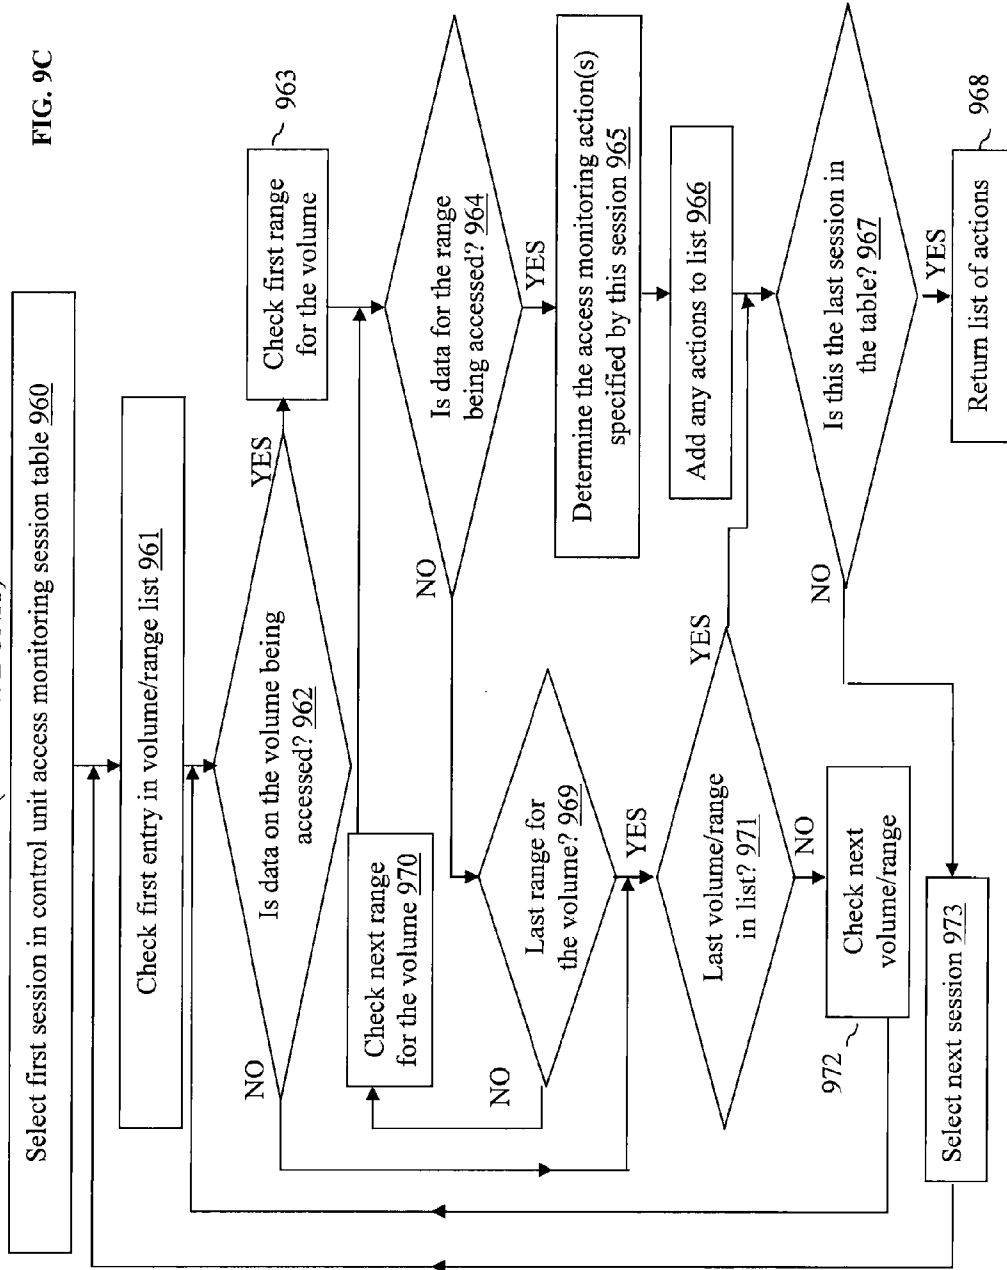 FIG. 9C
Select first session in control unit access monitoring session table 960
Check first entry in volume/range list 961
Is data on the volume being
accessed? 962
YES
NO
Check first range
for the volume
963
Is data for the range
being accessed? 964
YES
NO
Determine the access monitoring action(s)
specified by this session 965
Add any actions to list 966
Is this the last session in
the table? 967
YES
NO
Return list of actions
968
Check next range
for the volume 970
Last range for
the volume? 969
NO
YES
Last volume/range
in list? 971
YES
NO
Check next
volume/range
972
Select next session 973